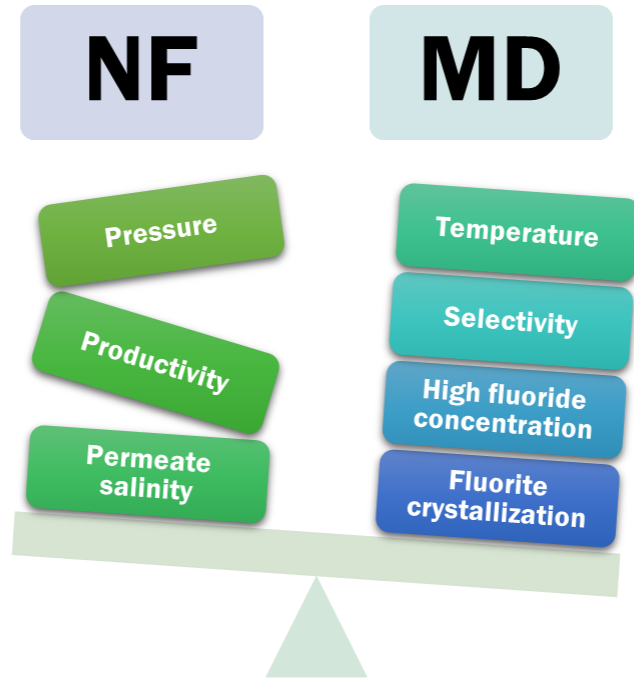 NF
Pressure
Productivity
Permeate
salinity
MD
Temperature
Selectivity
High fluoride
concentration
Fluorite
crystallization